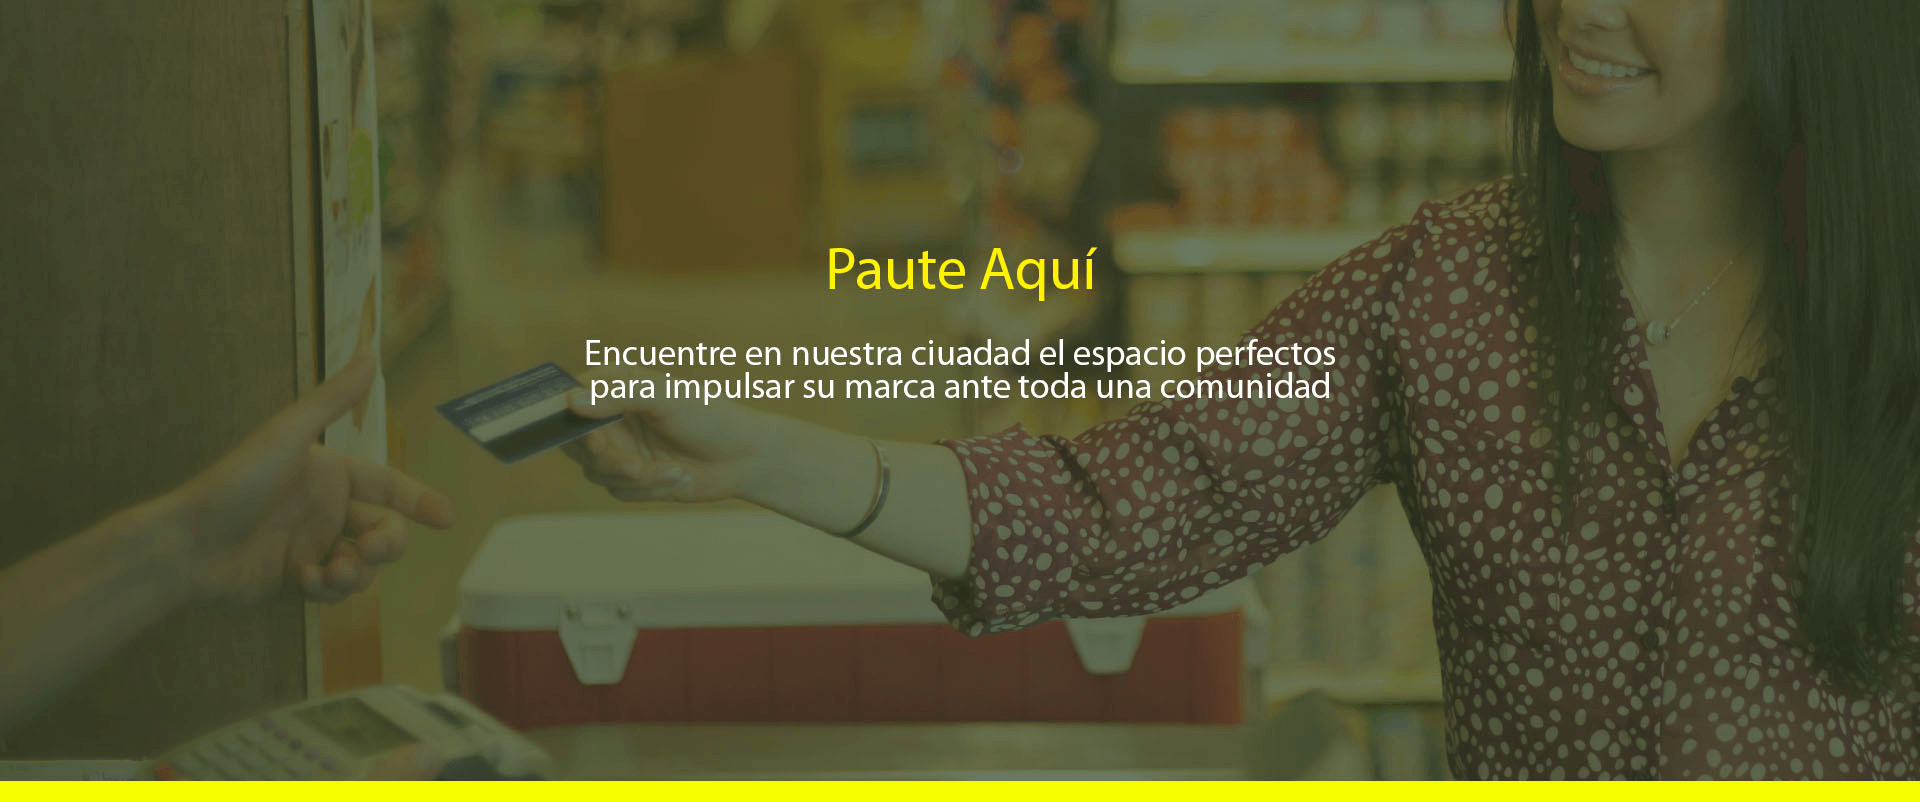 Paute Aquí
Encuentre en nuestra ciuadad el espacio perfectos
para impulsar su marca ante toda una comunidad